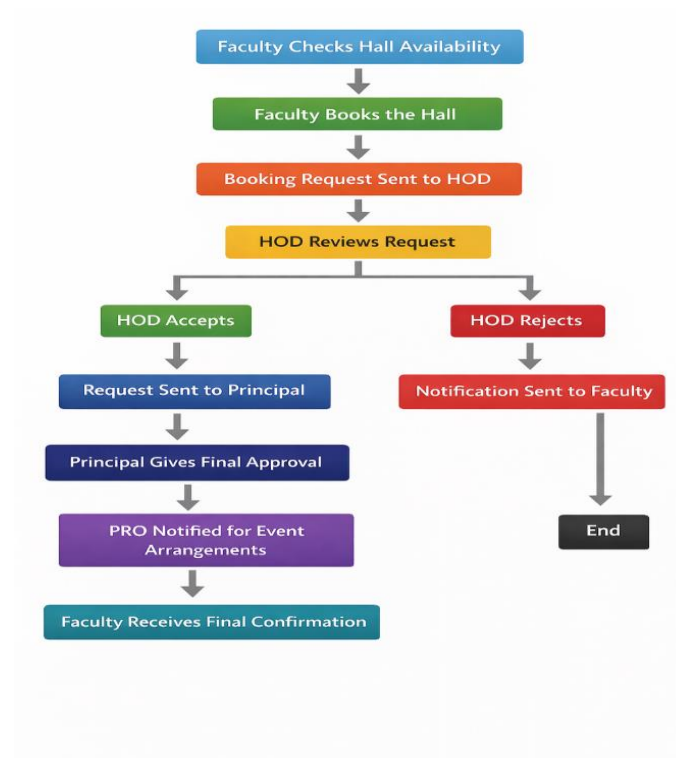 Faculty Checks Hall Availability
Faculty Books the Hall
Booking Request Sent to HOD
HOD Reviews Request
HOD Accepts
HOD Rejects
Request Sent to Principal
Notification Sent to Faculty
Principal Gives Final Approval
PRO Notified for Event
Arrangements
End
Faculty Receives Final Confirmation